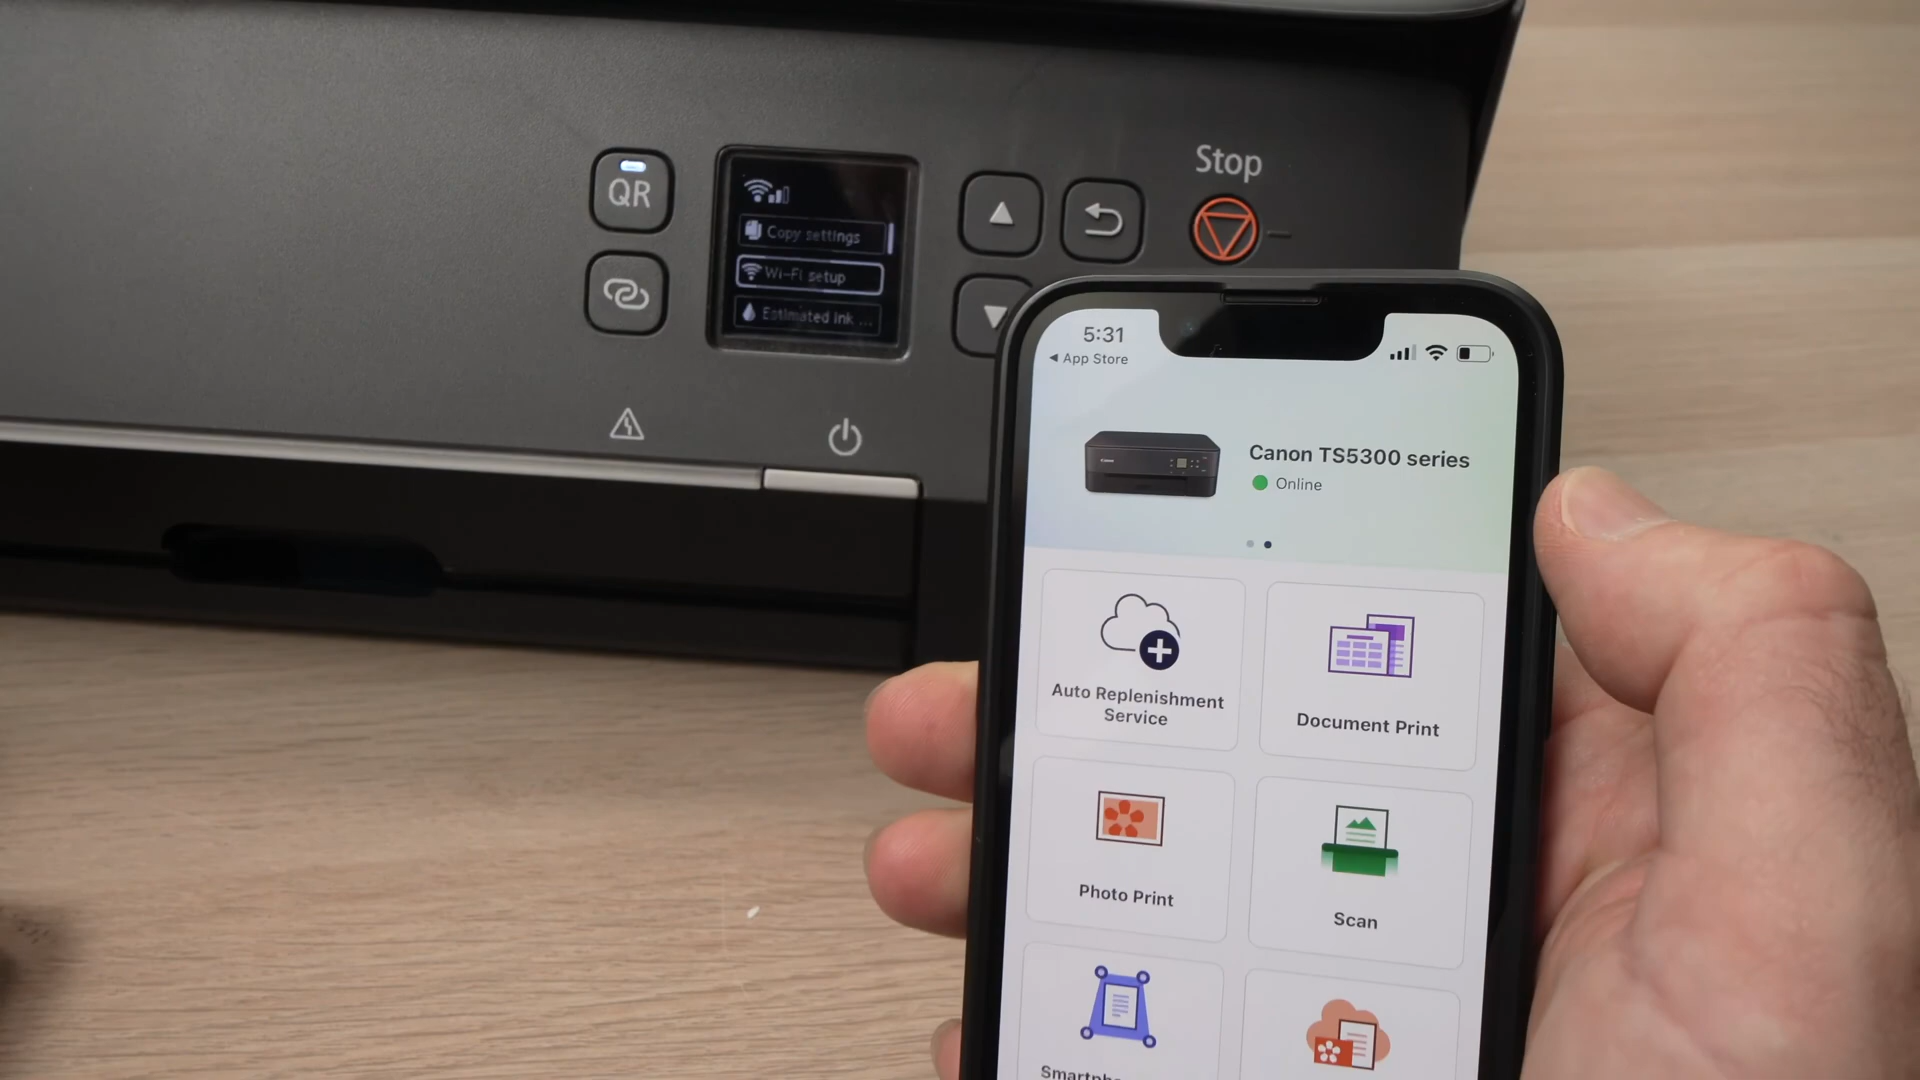 Stop
QR
Copy settings
Wi-Fi setup
Estimated ink ...
5:31
App Store
Canon TS5300 series
Online
Auto Replenishment
Service
Document Print
Photo Print
Scan